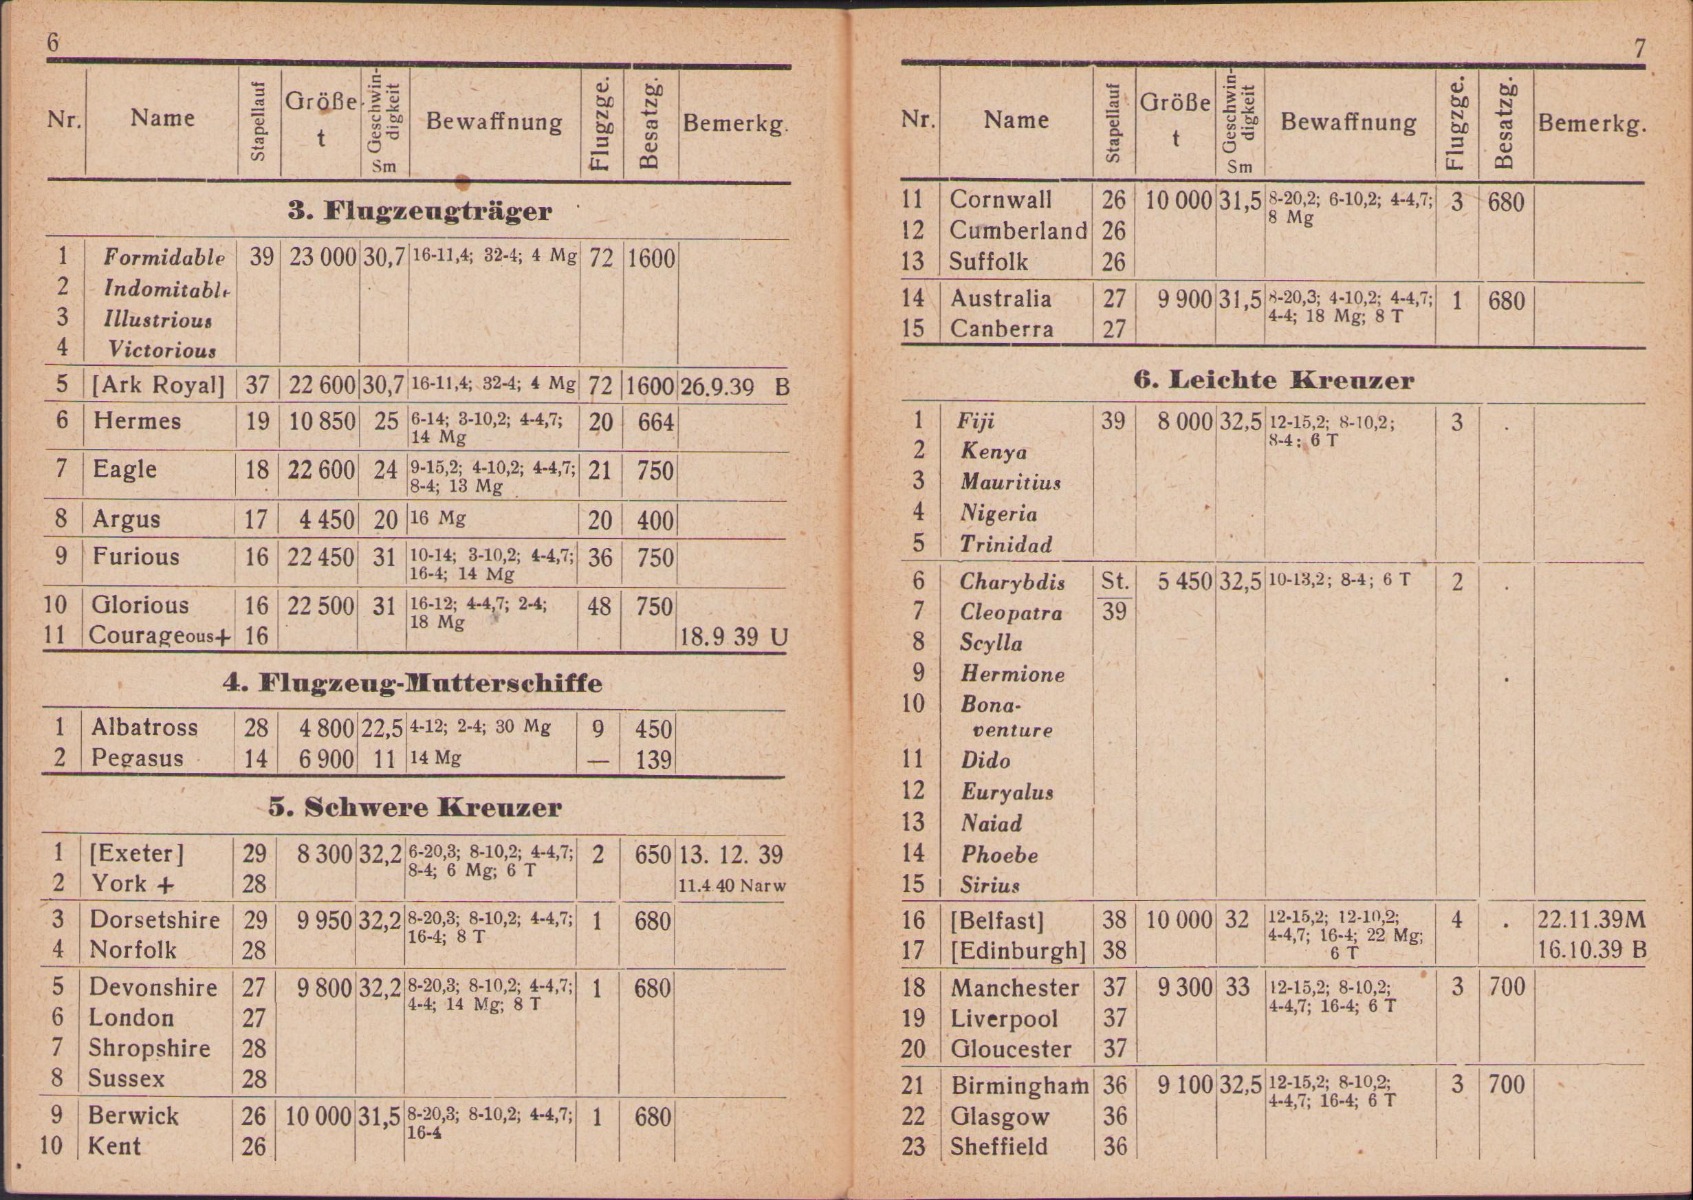 6
Nr. Name Stapellauf Größe t Geschwin-digkeit Sm Bewaffnung Flugzge. Besatzg. Bemerkg.
3. Flugzeugträger
1 Formidable 39 23 000 30,7 16-11,4; 32-4; 4 Mg 72 1600
2 Indomitable
3 Illustrious
4 Victorious
5 [Ark Royal] 37 22 600 30,7 16-11,4; 32-4; 4 Mg 72 1600 26.9.39 B
6 Hermes 19 10 850 25 6-14; 3-10,2; 4-4,7; 20 664
14 Mg
7 Eagle 18 22 600 24 9-15,2; 4-10,2; 4-4,7; 21 750
8-4; 13 Mg
8 Argus 17 4 450 20 16 Mg 20 400
9 Furious 16 22 450 31 10-14; 3-10,2; 4-4,7; 36 750
16-4; 14 Mg
10 Glorious 16 22 500 31 16-12; 4-4,7; 2-4; 48 750
18 Mg
11 Courageous+ 16 18.9 39 U
4. Flugzeug-Mutterschiffe
1 Albatross 28 4 800 22,5 4-12; 2-4; 30 Mg 9 450
2 Pegasus 14 6 900 11 14 Mg — 139
5. Schwere Kreuzer
1 [Exeter] 29 8 300 32,2 6-20,3; 8-10,2; 4-4,7; 2 650 13. 12. 39
8-4; 6 Mg; 6 T
2 York + 28 11.4 40 Narw
3 Dorsetshire 29 9 950 32,2 8-20,3; 8-10,2; 4-4,7; 1 680
16-4; 8 T
4 Norfolk 28
5 Devonshire 27 9 800 32,2 8-20,3; 8-10,2; 4-4,7; 1 680
4-4; 14 Mg; 8 T
6 London 27
7 Shropshire 28
8 Sussex 28
9 Berwick 26 10 000 31,5 8-20,3; 8-10,2; 4-4,7; 1 680
16-4
10 Kent 26
7
Nr. Name Stapellauf Größe t Geschwin-digkeit Sm Bewaffnung Flugzge. Besatzg. Bemerkg.
11 Cornwall 26 10 000 31,5 8-20,2; 6-10,2; 4-4,7; 3 680
8 Mg
12 Cumberland 26
13 Suffolk 26
14 Australia 27 9 900 31,5 8-20,3; 4-10,2; 4-4,7; 1 680
4-4; 18 Mg; 8 T
15 Canberra 27
6. Leichte Kreuzer
1 Fiji 39 8 000 32,5 12-15,2; 8-10,2; 3 .
8-4; 6 T
2 Kenya
3 Mauritius
4 Nigeria
5 Trinidad
6 Charybdis St. 5 450 32,5 10-13,2; 8-4; 6 T 2 .
7 Cleopatra 39
8 Scylla
9 Hermione
10 Bona-
venture
11 Dido
12 Euryalus
13 Naiad
14 Phoebe
15 Sirius
16 [Belfast] 38 10 000 32 12-15,2; 12-10,2; 4 . 22.11.39M
4-4,7; 16-4; 22 Mg;
17 [Edinburgh] 38 6 T 16.10.39 B
18 Manchester 37 9 300 33 12-15,2; 8-10,2; 3 700
4-4,7; 16-4; 6 T
19 Liverpool 37
20 Gloucester 37
21 Birmingham 36 9 100 32,5 12-15,2; 8-10,2; 3 700
4-4,7; 16-4; 6 T
22 Glasgow 36
23 Sheffield 36